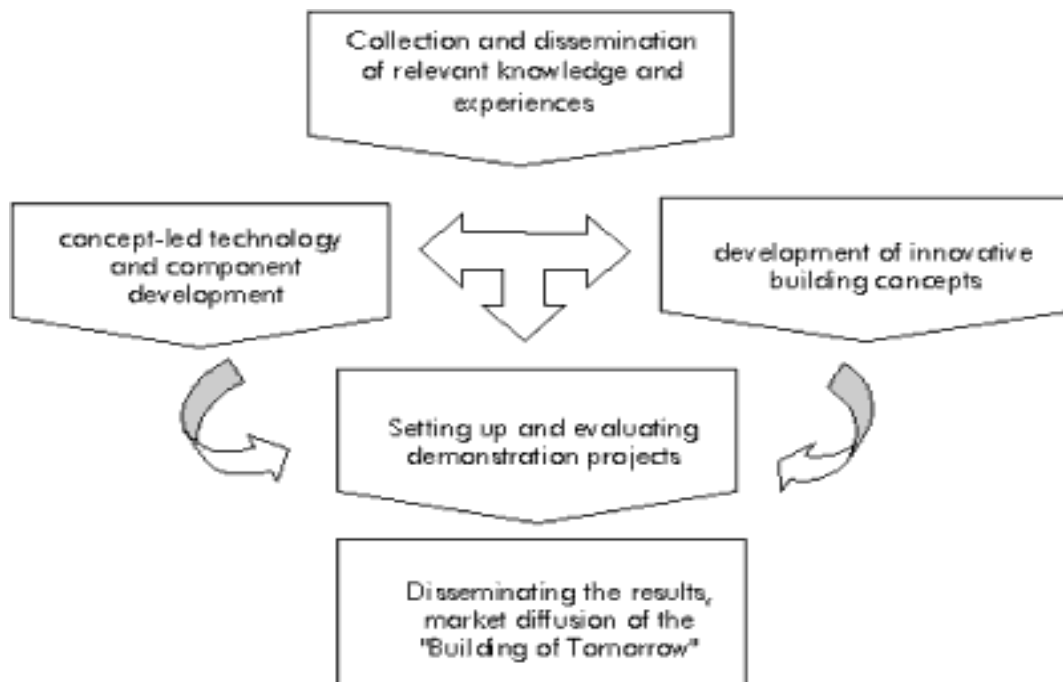 Collection and dissemination
of relevant knowledge and
experiences
concept-led technology
and component
development
development of innovative
building concepts
Setting up and evaluating
demonstration projects
Disseminating the results,
market diffusion of the
"Building of Tomorrow"